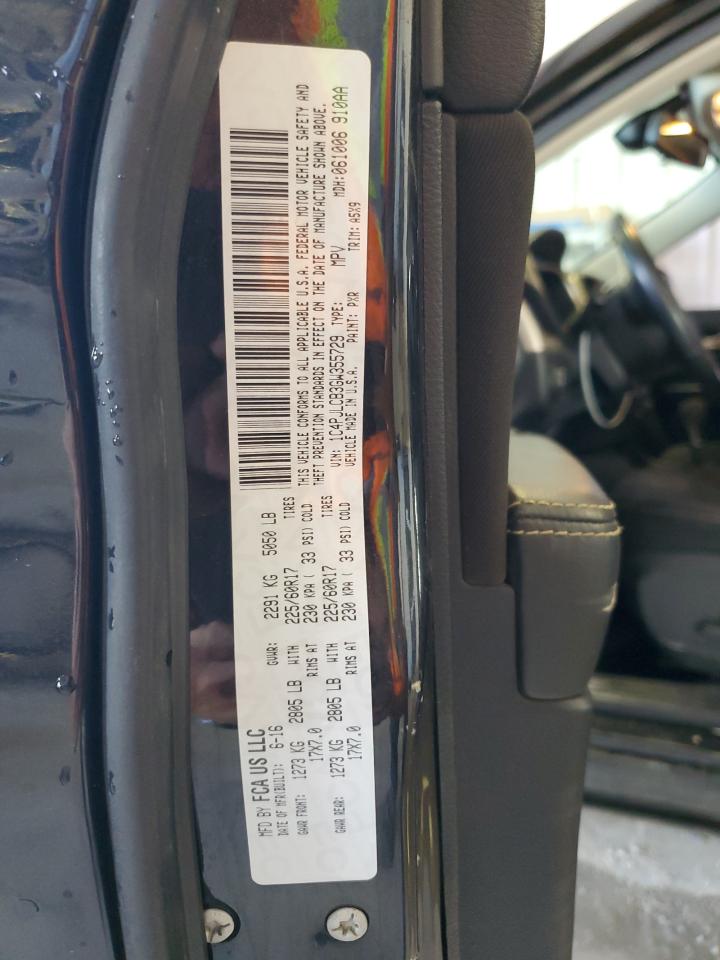 MFD BY FCA US LLC
DATE OF MFR(BUILT): 6-16 GVWR: 2291 KG 5050 LB
GAWR FRONT: 1273 KG 2805 LB WITH 225/60R17 TIRES
17X7.0 RIMS AT 230 KPA ( 33 PSI) COLD
GAWR REAR: 1273 KG 2805 LB WITH 225/60R17 TIRES
17X7.0 RIMS AT 230 KPA ( 33 PSI) COLD
THIS VEHICLE CONFORMS TO ALL APPLICABLE U.S.A. FEDERAL MOTOR VEHICLE SAFETY AND
THEFT PREVENTION STANDARDS IN EFFECT ON THE DATE OF MANUFACTURE SHOWN ABOVE.
VIN: 1C4PJLCB3GW355729 TYPE: MPV MDH:061006 910AA
VEHICLE MADE IN U.S.A. PAINT: PXR TRIM: A5X9